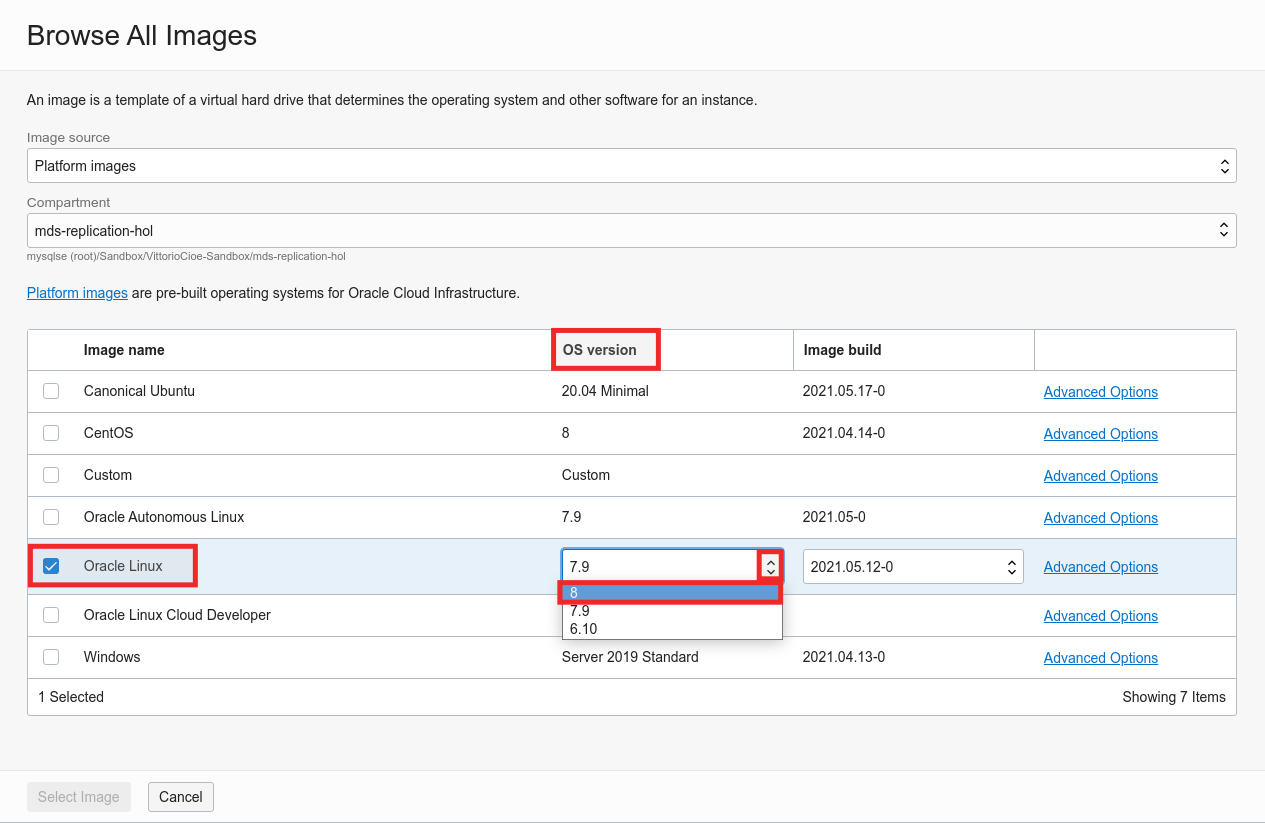 Browse All Images
An image is a template of a virtual hard drive that determines the operating system and other software for an instance.
Image source
Platform images
Compartment
mds-replication-hol
mysqlse (root)/Sandbox/VittorioCioe-Sandbox/mds-replication-hol
Platform images are pre-built operating systems for Oracle Cloud Infrastructure.
Image name OS version Image build
Canonical Ubuntu 20.04 Minimal 2021.05.17-0 Advanced Options
CentOS 8 2021.04.14-0 Advanced Options
Custom Custom Advanced Options
Oracle Autonomous Linux 7.9 2021.05-0 Advanced Options
Oracle Linux 7.9 2021.05.12-0 Advanced Options
8
7.9
Oracle Linux Cloud Developer Advanced Options
6.10
Windows Server 2019 Standard 2021.04.13-0 Advanced Options
1 Selected Showing 7 Items
Select Image Cancel